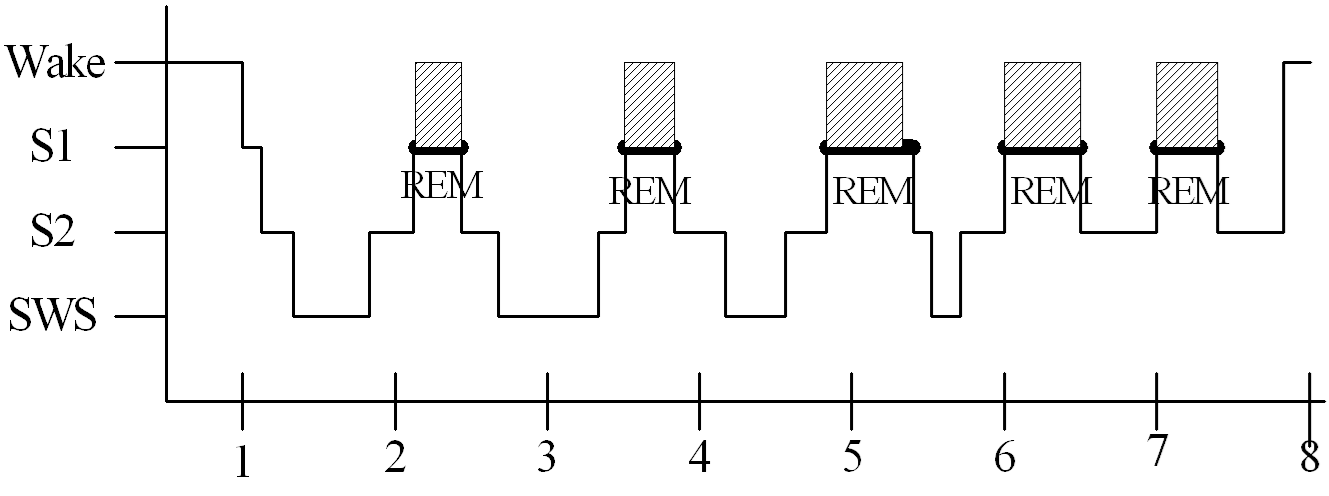 Wake
S1
REM REM REM REM REM
S2
SWS
1 2 3 4 5 6 7 8